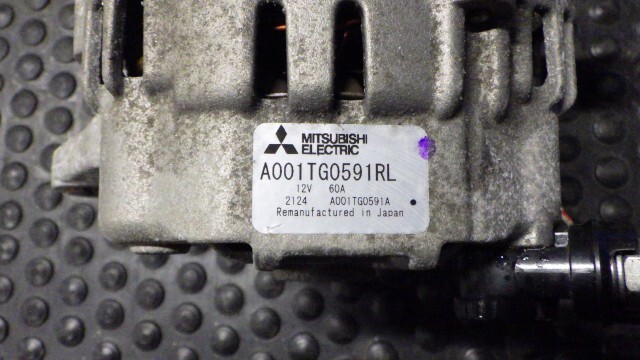 MITSUBISHI
ELECTRIC
A001TG0591RL
12V 60A
2124 A001TG0591A
Remanufactured in Japan